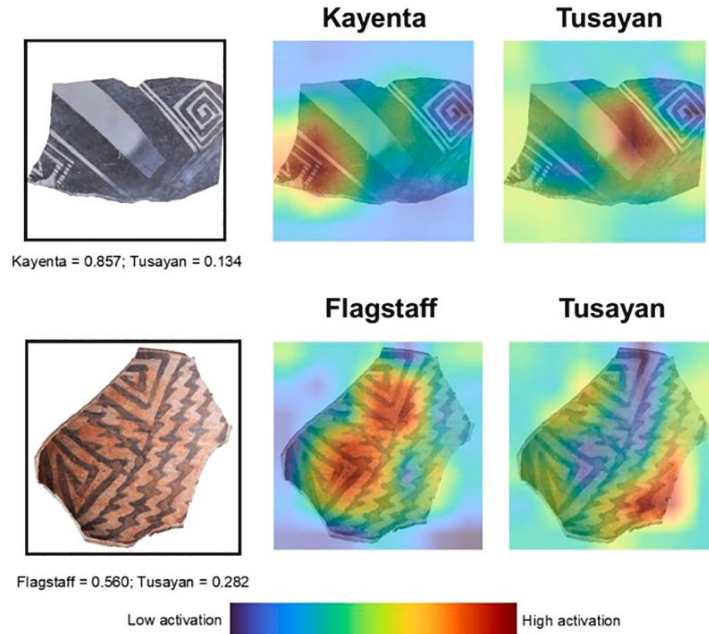 Kayenta
Tusayan
Kayenta = 0.857; Tusayan = 0.134
Flagstaff
Tusayan
Flagstaff = 0.560; Tusayan = 0.282
Low activation
High activation